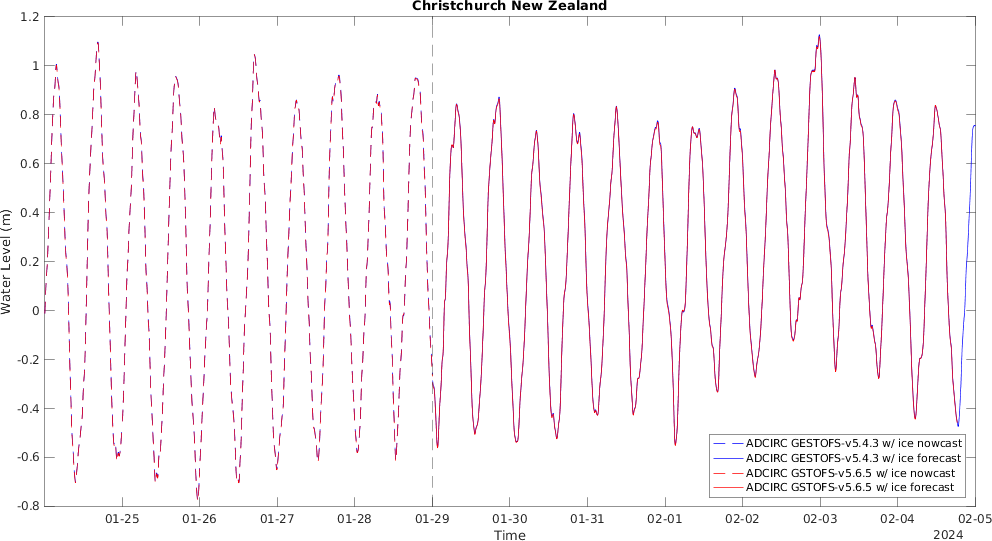 Christchurch New Zealand
1.2
1
0.8
0.6
0.4
0.2
0
-0.2
-0.4
-0.6
-0.8
Water Level (m)
ADCIRC GESTOFS-v5.4.3 w/ ice nowcast
ADCIRC GESTOFS-v5.4.3 w/ ice forecast
ADCIRC GSTOFS-v5.6.5 w/ ice nowcast
ADCIRC GSTOFS-v5.6.5 w/ ice forecast
01-25 01-26 01-27 01-28 01-29 01-30 01-31 02-01 02-02 02-03 02-04 02-05
Time
2024